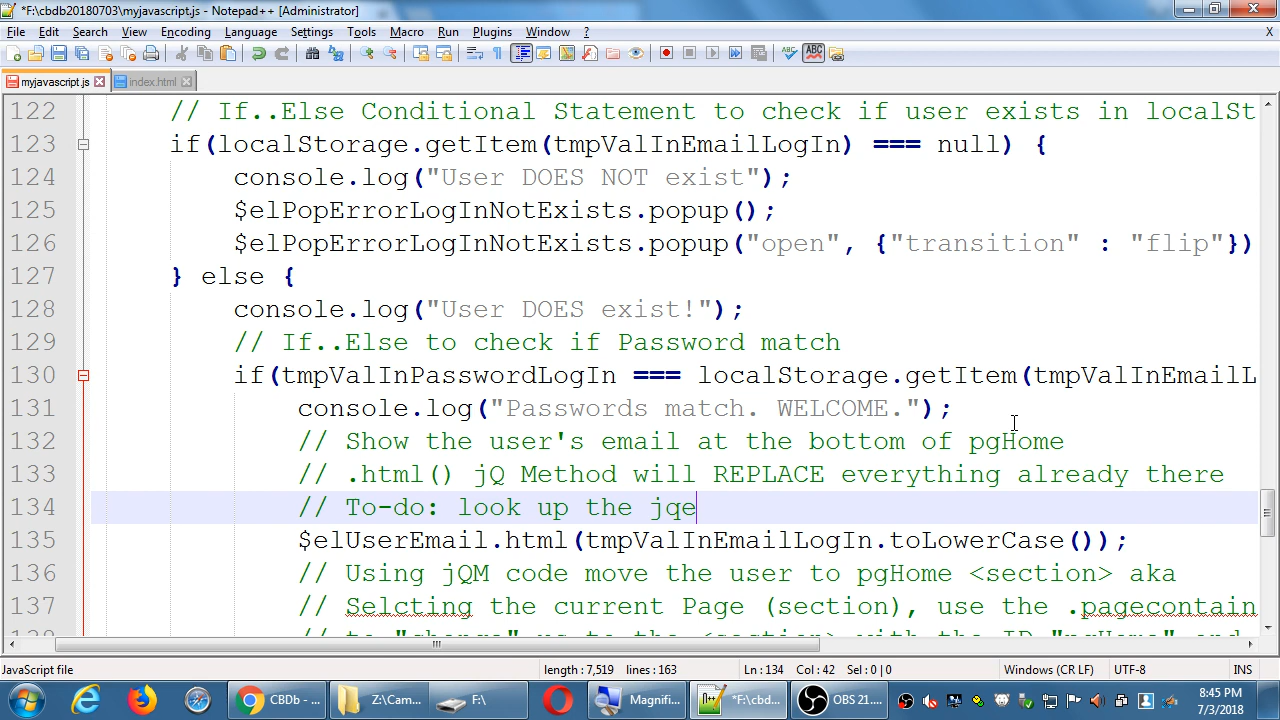 *F:\cbdb20180703\myjavascript.js - Notepad++ [Administrator]
File Edit Search View Encoding Language Settings Tools Macro Run Plugins Window ? X
myjavascript.js index.html
122 // If..Else Conditional Statement to check if user exists in localSt
123 if(localStorage.getItem(tmpValInEmailLogIn) === null) {
124 console.log("User DOES NOT exist");
125 $elPopErrorLogInNotExists.popup();
126 $elPopErrorLogInNotExists.popup("open", {"transition" : "flip"})
127 } else {
128 console.log("User DOES exist!");
129 // If..Else to check if Password match
130 if(tmpValInPasswordLogIn === localStorage.getItem(tmpValInEmailL
131 console.log("Passwords match. WELCOME.");
132 // Show the user's email at the bottom of pgHome
133 // .html() jQ Method will REPLACE everything already there
134 // To-do: look up the jqe
135 $elUserEmail.html(tmpValInEmailLogIn.toLowerCase());
136 // Using jQM code move the user to pgHome <section> aka
137 // Selcting the current Page (section), use the .pagecontain
JavaScript file length : 7,519 lines : 163 Ln : 134 Col : 42 Sel : 0 | 0 Windows (CR LF) UTF-8 INS
CBDb - ... Z:\Cam... F:\ Magnifi... *F:\cbd... OBS 21....
8:45 PM
7/3/2018